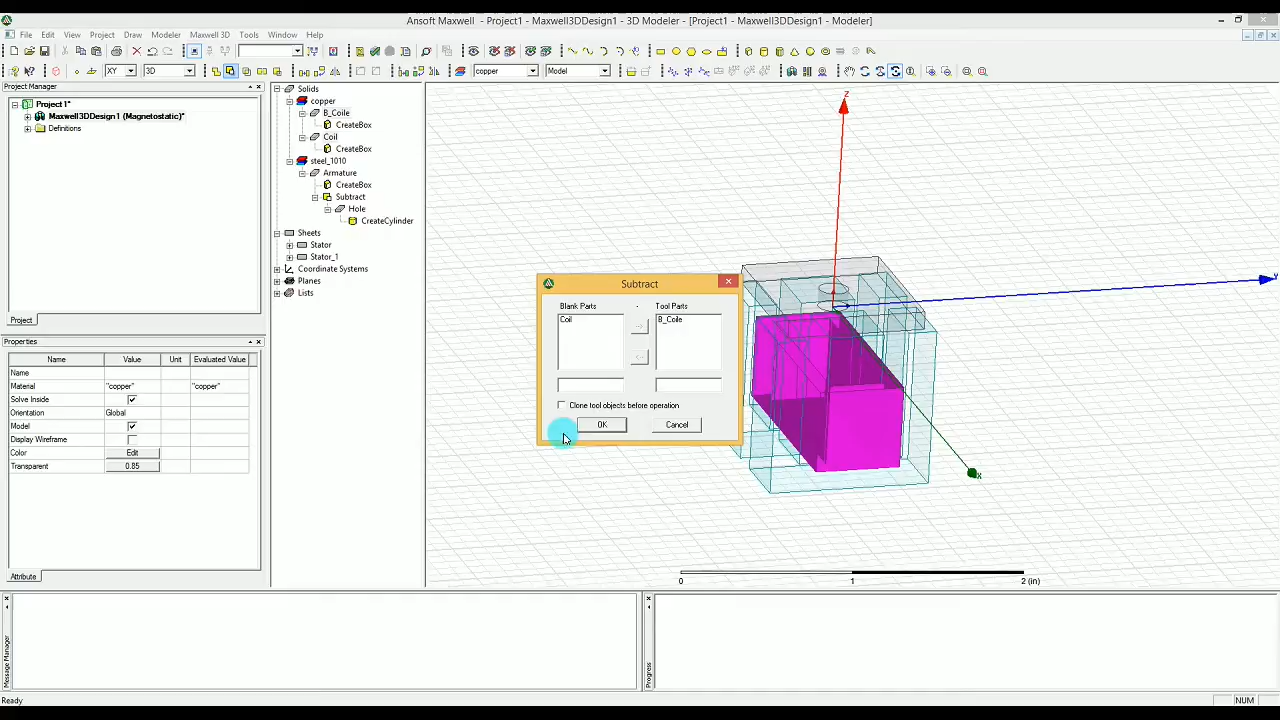 Ansoft Maxwell - Project1 - Maxwell3DDesign1 - 3D Modeler - [Project1 - Maxwell3DDesign1 - Modeler]
File Edit View Project Draw Modeler Maxwell 3D Tools Window Help
XY 3D copper Model
Project Manager
Project1*
Maxwell3DDesign1 (Magnetostatic)*
Definitions
Project
Properties
Name Value Unit Evaluated Value
Name
Material "copper" "copper"
Solve Inside
Orientation Global
Model
Display Wireframe
Color Edit
Transparent 0.85
Attribute
Solids
copper
B_Coile
CreateBox
Coil
CreateBox
steel_1010
Armature
CreateBox
Subtract
Hole
CreateCylinder
Sheets
Stator
Stator_1
Coordinate Systems
Planes
Lists
Z
Y
X
Subtract
Blank Parts - Tool Parts
Coil B_Coile
Clone tool objects before operation
OK Cancel
0 1 2 (in)
Message Manager
Progress
Ready NUM